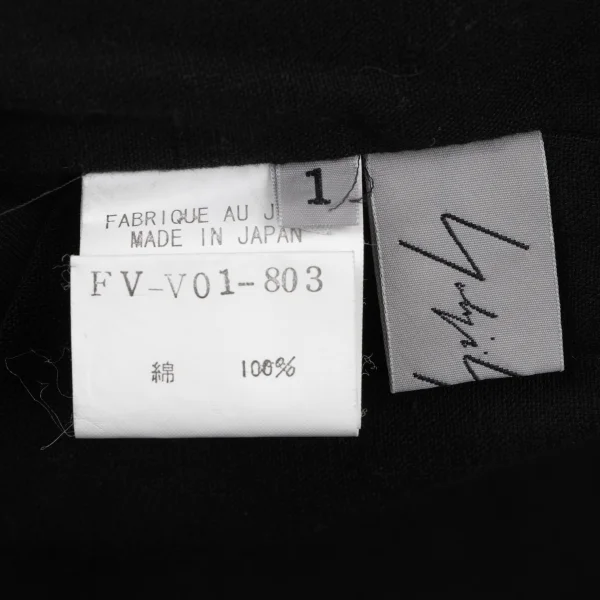 1
FABRIQUE AU J
MADE IN JAPAN
FV-V01-803
綿 100%